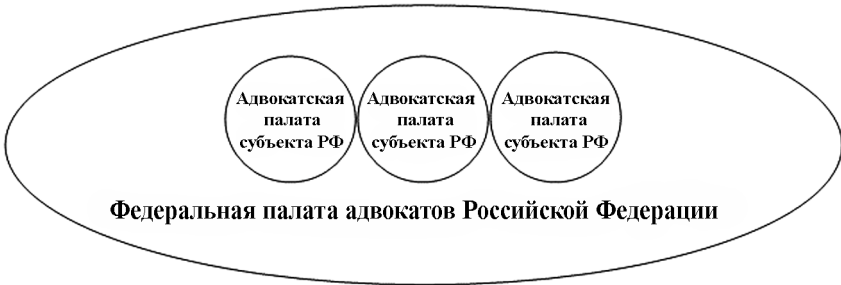 Адвокатская
палата
субъекта РФ
Адвокатская
палата
субъекта РФ
Адвокатская
палата
субъекта РФ
Федеральная палата адвокатов Российской Федерации